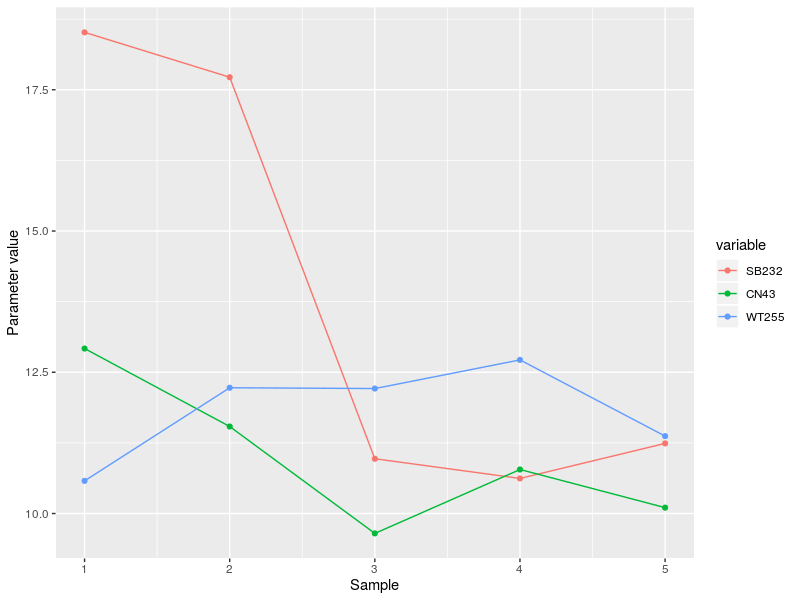 17.5
15.0
12.5
10.0
Parameter value
1 2 3 4 5
Sample
variable
SB232
CN43
WT255